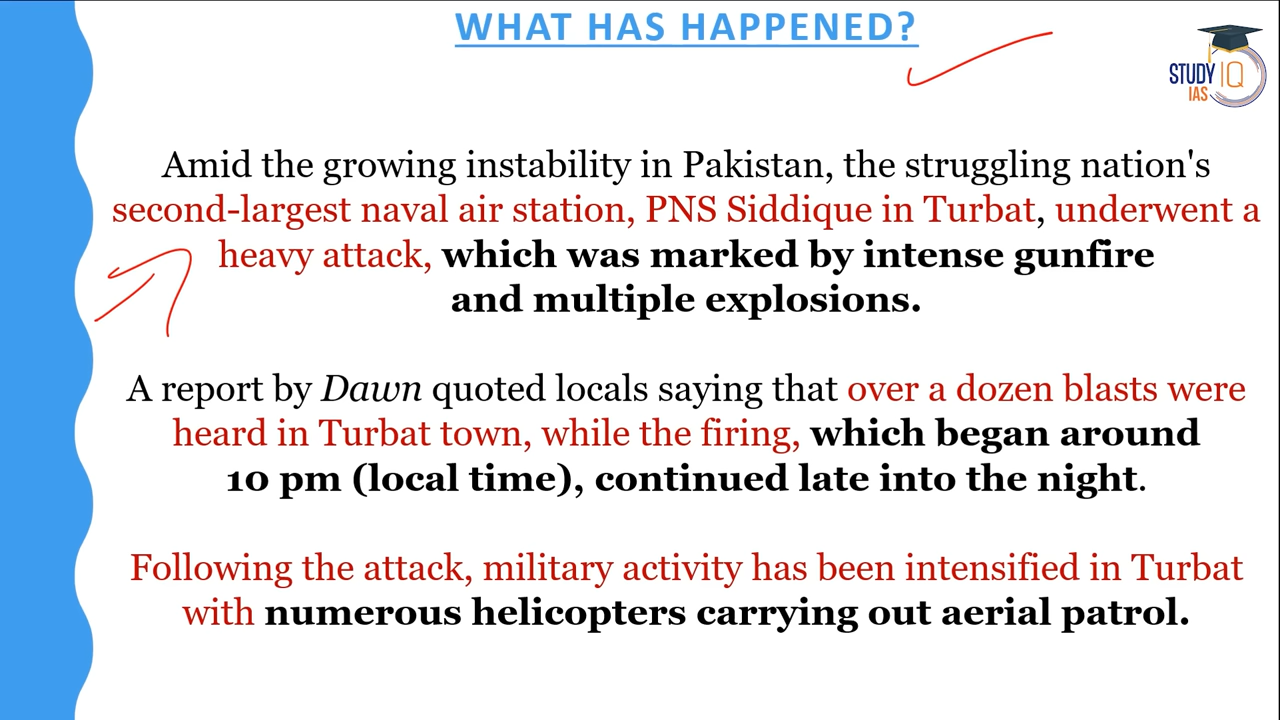 WHAT HAS HAPPENED?
STUDY IQ
IAS
Amid the growing instability in Pakistan, the struggling nation's
second-largest naval air station, PNS Siddique in Turbat, underwent a
heavy attack, which was marked by intense gunfire
and multiple explosions.
A report by Dawn quoted locals saying that over a dozen blasts were
heard in Turbat town, while the firing, which began around
10 pm (local time), continued late into the night.
Following the attack, military activity has been intensified in Turbat
with numerous helicopters carrying out aerial patrol.